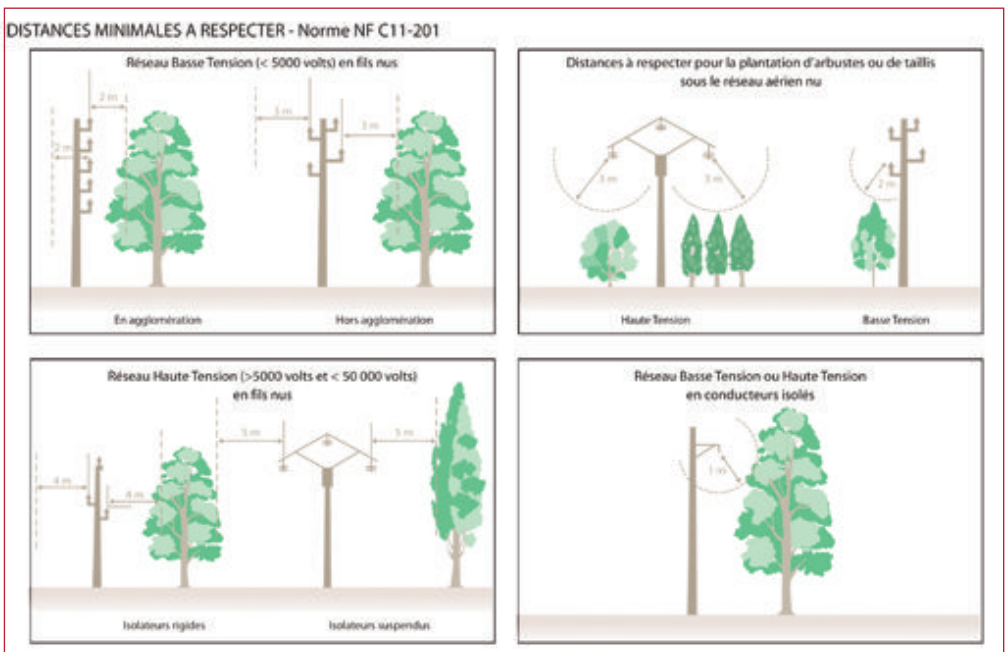 DISTANCES MINIMALES A RESPECTER - Norme NF C11-201
Réseau Basse Tension (< 5000 volts) en fils nus
2 m
2 m
3 m
3 m
En agglomération
Hors agglomération
Distances à respecter pour la plantation d'arbustes ou de taillis
sous le réseau aérien nu
3 m
3 m
2 m
Haute Tension
Basse Tension
Réseau Haute Tension (>5000 volts et < 50 000 volts)
en fils nus
5 m
5 m
4 m
4 m
Isolateurs rigides
Isolateurs suspendus
Réseau Basse Tension ou Haute Tension
en conducteurs isolés
1 m